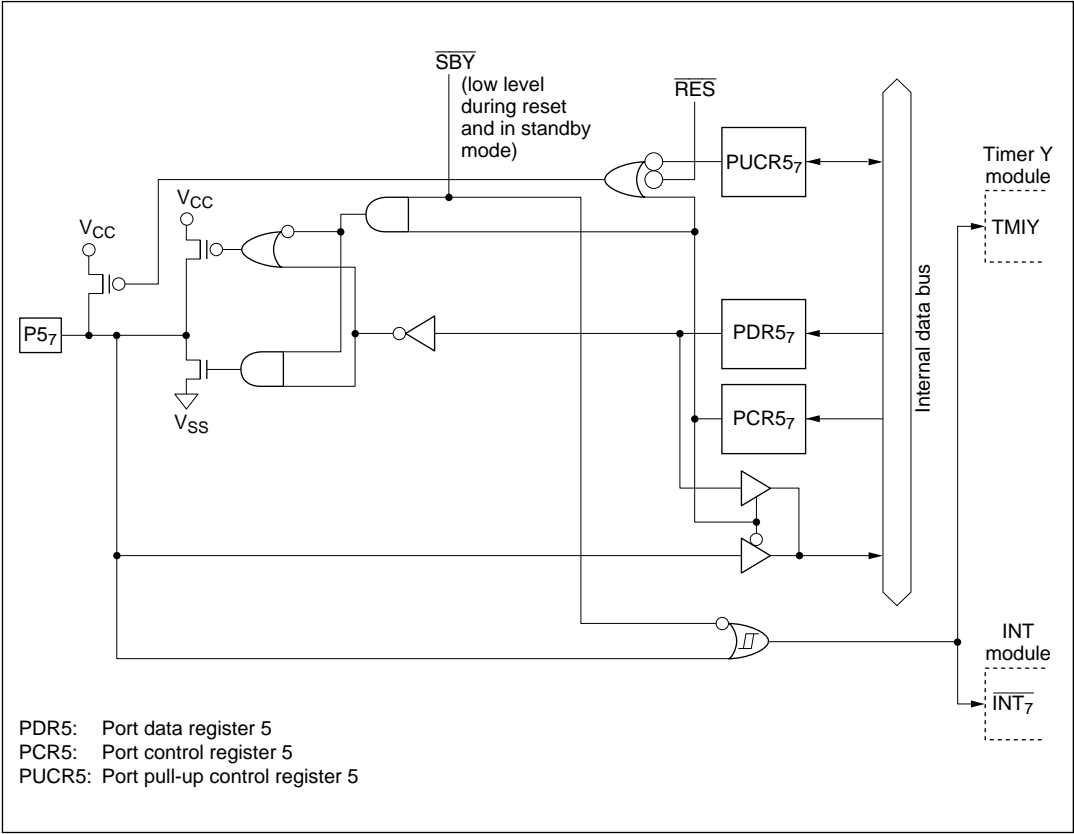 SBY
(low level
during reset
and in standby
mode)
RES
PUCR5₇
Timer Y
module
TMIY
VCC
VCC
P5₇
VSS
PDR5₇
PCR5₇
Internal data bus
INT
module
INT₇
PDR5: Port data register 5
PCR5: Port control register 5
PUCR5: Port pull-up control register 5